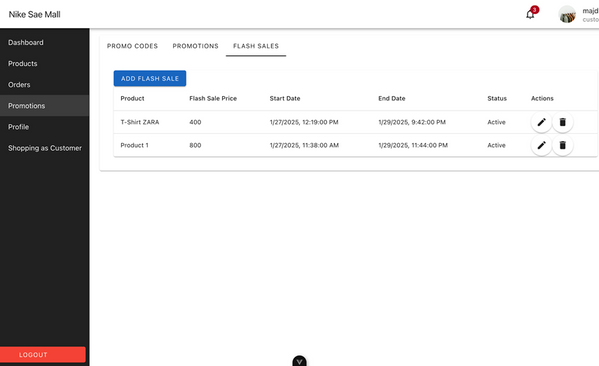 Nike Sae Mall
3
majd
custo
Dashboard
Products
Orders
Promotions
Profile
Shopping as Customer
LOGOUT
PROMO CODES PROMOTIONS FLASH SALES
ADD FLASH SALE
Product Flash Sale Price Start Date End Date Status Actions
T-Shirt ZARA 400 1/27/2025, 12:19:00 PM 1/29/2025, 9:42:00 PM Active
Product 1 800 1/27/2025, 11:38:00 AM 1/29/2025, 11:44:00 PM Active